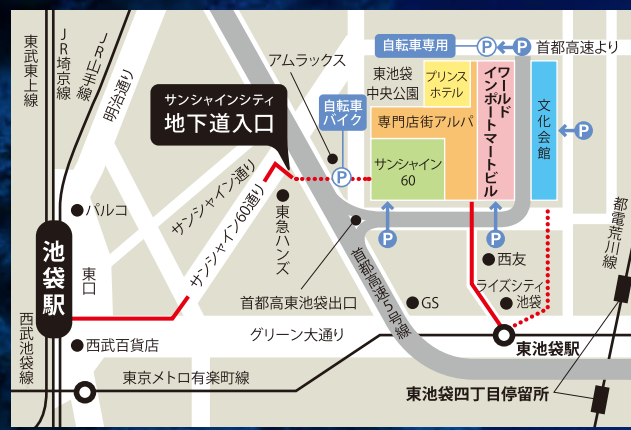 東武東上線
JR埼京線
JR山手線
明治通り
アムラックス
自転車専用
P
P
首都高速より
東池袋
中央公園
プリンス
ホテル
ワールド
インポートマートビル
文化会館
P
サンシャインシティ
地下道入口
自転車
バイク
P
専門店街アルパ
サンシャイン
60
サンシャイン通り
サンシャイン60通り
東急ハンズ
パルコ
池袋駅
東口
P
P
西友
都電荒川線
首都高東池袋出口
首都高速5号線
GS
ライズシティ
池袋
グリーン大通り
西武池袋線
西武百貨店
東池袋駅
東京メトロ有楽町線
東池袋四丁目停留所